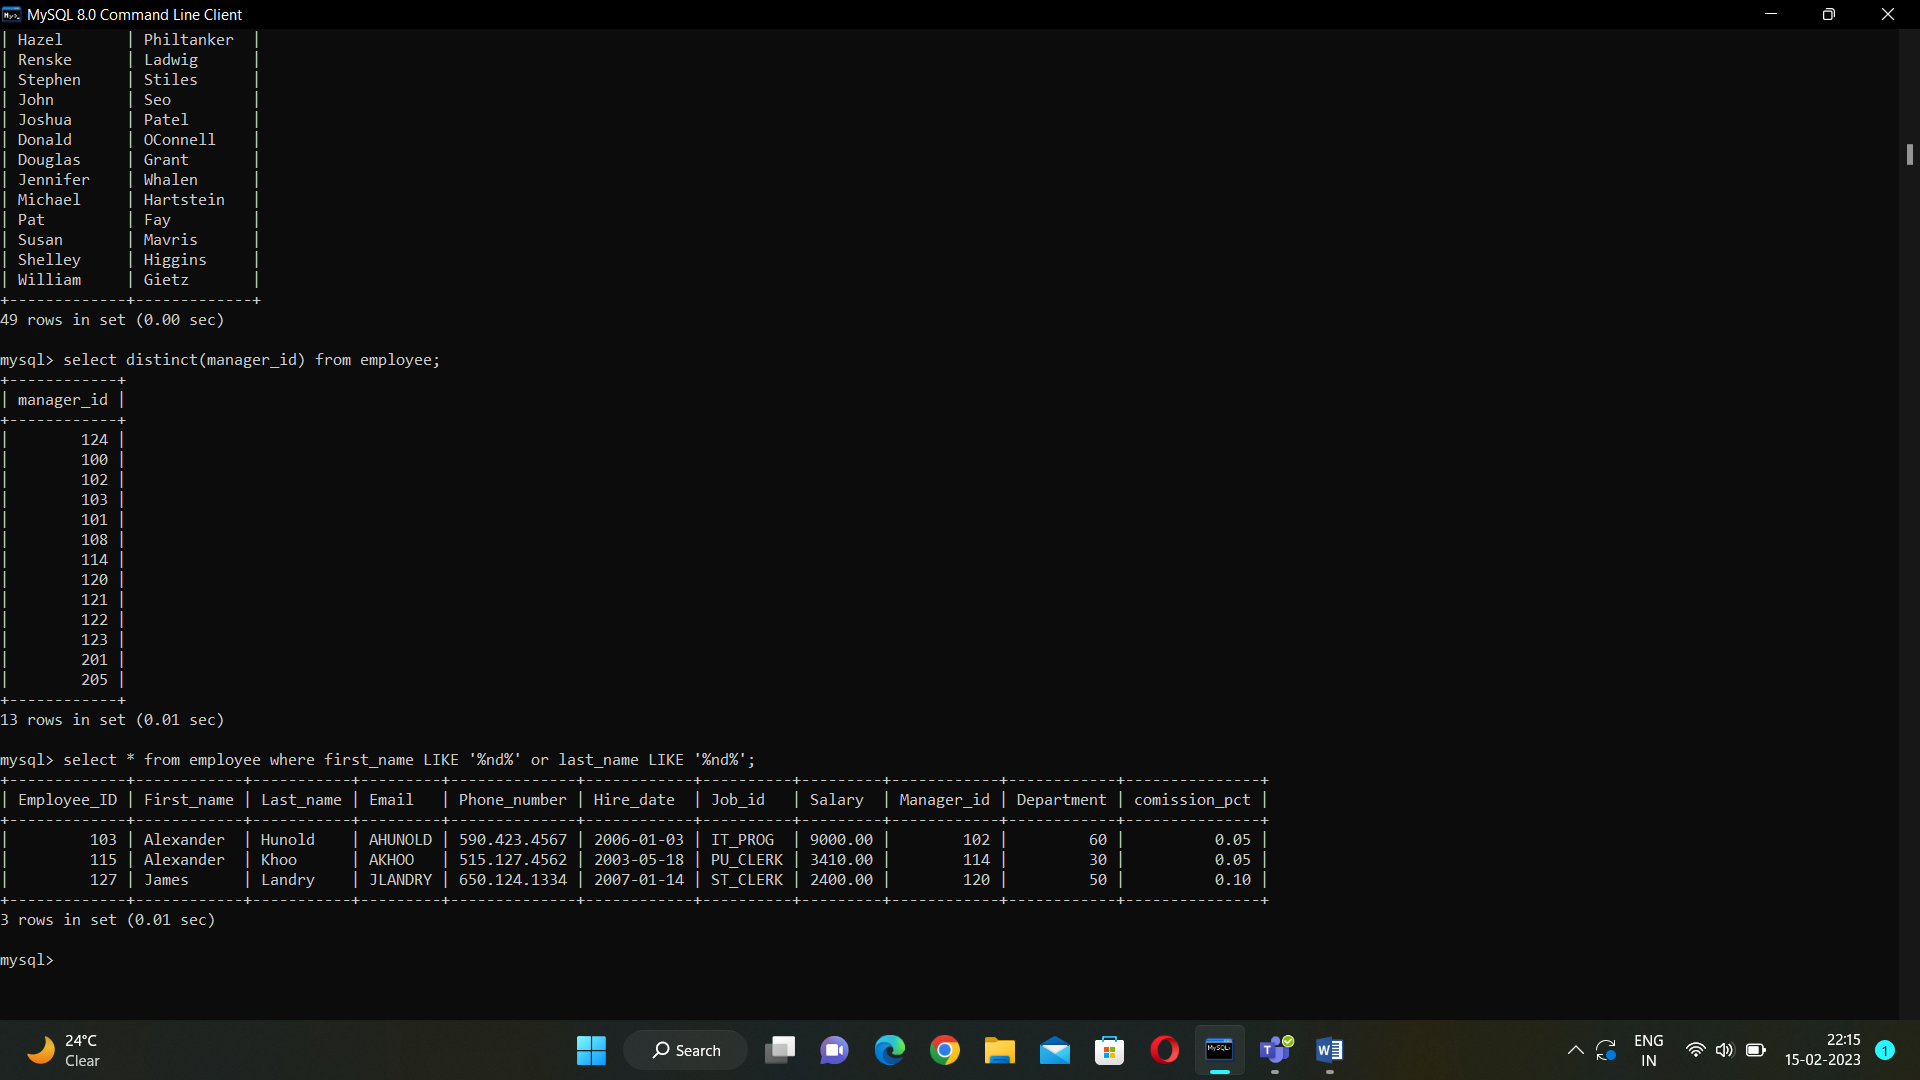 MySQL 8.0 Command Line Client
| Hazel       | Philtanker  |
| Renske      | Ladwig      |
| Stephen     | Stiles      |
| John        | Seo         |
| Joshua      | Patel       |
| Donald      | OConnell    |
| Douglas     | Grant       |
| Jennifer    | Whalen      |
| Michael     | Hartstein   |
| Pat         | Fay         |
| Susan       | Mavris      |
| Shelley     | Higgins     |
| William     | Gietz       |
+-------------+-------------+
49 rows in set (0.00 sec)
mysql> select distinct(manager_id) from employee;
+------------+
| manager_id |
+------------+
|        124 |
|        100 |
|        102 |
|        103 |
|        101 |
|        108 |
|        114 |
|        120 |
|        121 |
|        122 |
|        123 |
|        201 |
|        205 |
+------------+
13 rows in set (0.01 sec)
mysql> select * from employee where first_name LIKE '%nd%' or last_name LIKE '%nd%';
+-------------+------------+-----------+---------+--------------+------------+----------+---------+------------+------------+---------------+
| Employee_ID | First_name | Last_name | Email   | Phone_number | Hire_date  | Job_id   | Salary  | Manager_id | Department | comission_pct |
+-------------+------------+-----------+---------+--------------+------------+----------+---------+------------+------------+---------------+
|         103 | Alexander  | Hunold    | AHUNOLD | 590.423.4567 | 2006-01-03 | IT_PROG  | 9000.00 |        102 |         60 |          0.05 |
|         115 | Alexander  | Khoo      | AKHOO   | 515.127.4562 | 2003-05-18 | PU_CLERK | 3410.00 |        114 |         30 |          0.05 |
|         127 | James      | Landry    | JLANDRY | 650.124.1334 | 2007-01-14 | ST_CLERK | 2400.00 |        120 |         50 |          0.10 |
+-------------+------------+-----------+---------+--------------+------------+----------+---------+------------+------------+---------------+
3 rows in set (0.01 sec)
mysql>
24°C
Clear
Search
ENG
IN
22:15
15-02-2023
1